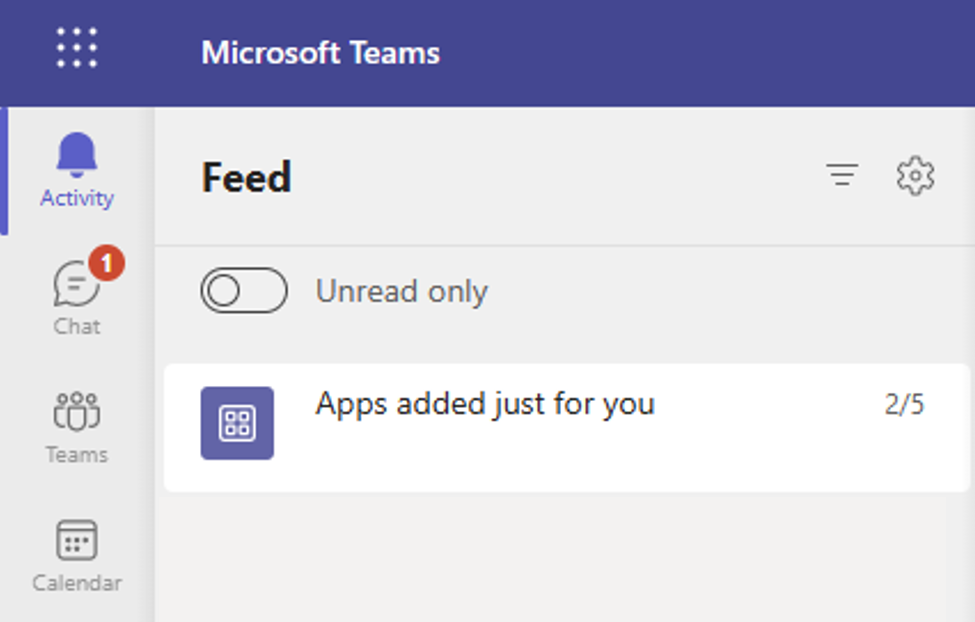 Microsoft Teams
Activity
1
Chat
Teams
Calendar
Feed
Unread only
Apps added just for you 2/5